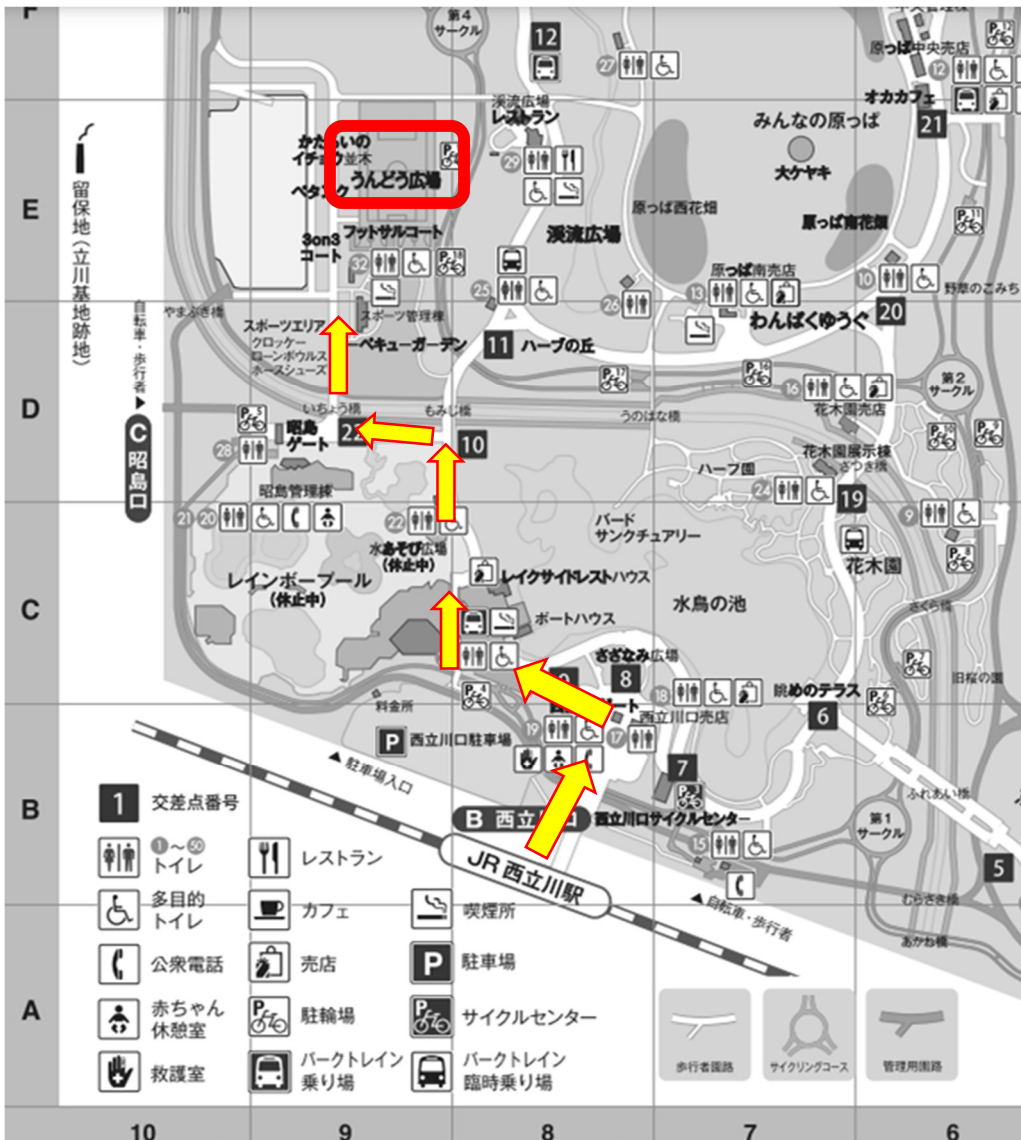 F
第4
サークル
12
27
原っぱ中央売店
12
渓流広場
レストラン
オカカフェ
21
みんなの原っぱ
かたらいの
イチョウ並木
うんどう広場
29
大ケヤキ
留保地(立川基地跡地)
E
原っぱ西花畑
原っぱ南花畑
P11
渓流広場
3on3
コート
フットサルコート
32
P18
25
26
原っぱ南売店
13
10
野草のこみち
自転車・歩行者
やまぶき橋
スポーツエリア
クロッケー
ローンボウルス
ホースシューズ
スポーツ管理棟
ーベキューガーデン
11
ハーブの丘
わんぱくゆうぐ
20
P17
P16
16
第2
サークル
D
いちょう橋
もみじ橋
うのはな橋
花木園売店
C 昭島口
P5
昭島
ゲート
10
28
P10
P9
花木園展示棟
さつき橋
ハーブ園
24
19
昭島管理棟
21
20
22
9
バード
サンクチュアリー
水あそび広場
(休止中)
P8
花木園
レインボープール
(休止中)
レイクサイドレストハウス
C
水鳥の池
ボートハウス
さくら橋
さざなみ広場
8
P7
旧桜の園
18
眺めのテラス
P4
ート
西立川口売店
6
料金所
19
17
P
西立川口駐車場
7
駐車場入口
B
1
交差点番号
P3
ふれあい橋
B 西立川口
西立川口サイクルセンター
第1
サークル
15
5
1~50
トイレ
レストラン
JR 西立川駅
むらさき橋
多目的
トイレ
カフェ
喫煙所
自転車・歩行者
あかね橋
公衆電話
売店
P
駐車場
A
赤ちゃん
休憩室
駐輪場
サイクルセンター
救護室
パークトレイン
乗り場
パークトレイン
臨時乗り場
歩行者園路
サイクリングコース
管理用園路
10
9
8
7
6